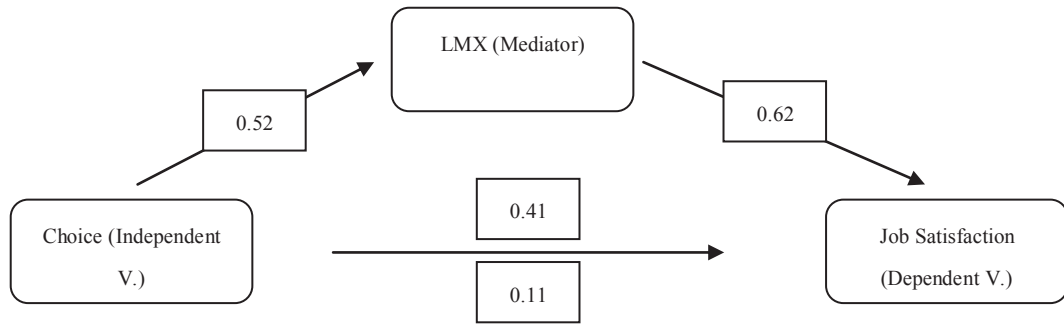 LMX (Mediator)
0.52
0.62
0.41
Choice (Independent
V.)
Job Satisfaction
(Dependent V.)
0.11